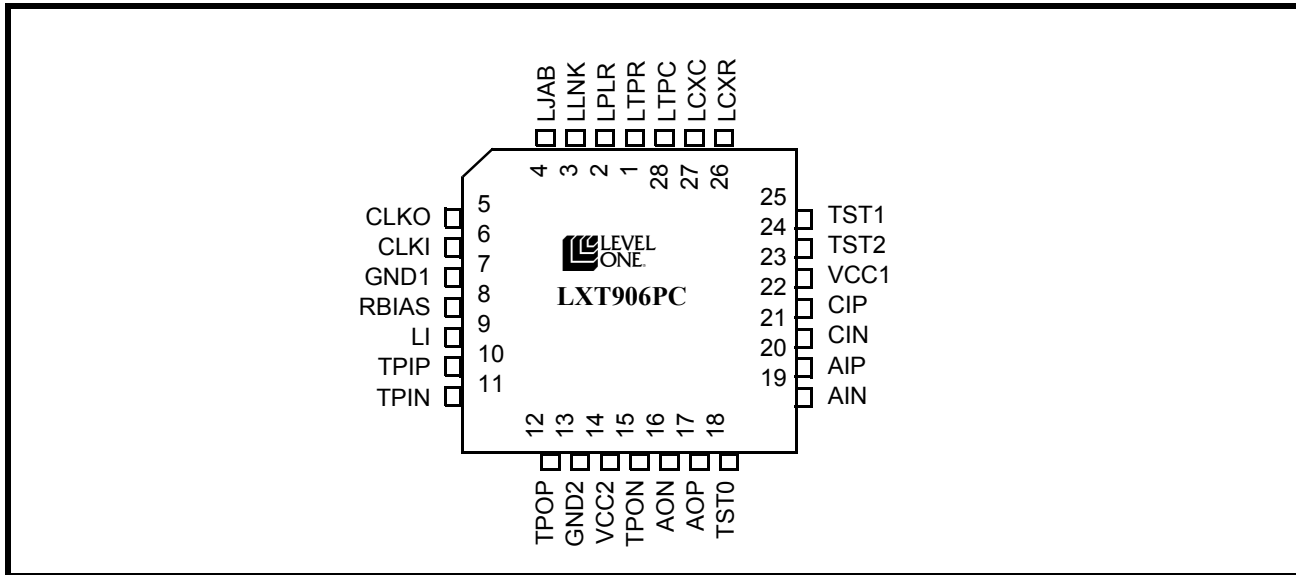 LJAB
LLNK
LPLR
LTPR
LTPC
LCXC
LCXR
4
3
2
1
28
27
26
CLKO 5
CLKI 6
GND1 7
RBIAS 8
LI 9
TPIP 10
TPIN 11
LEVEL
ONE®
LXT906PC
25 TST1
24 TST2
23 VCC1
22 CIP
21 CIN
20 AIP
19 AIN
12
13
14
15
16
17
18
TPOP
GND2
VCC2
TPON
AON
AOP
TST0